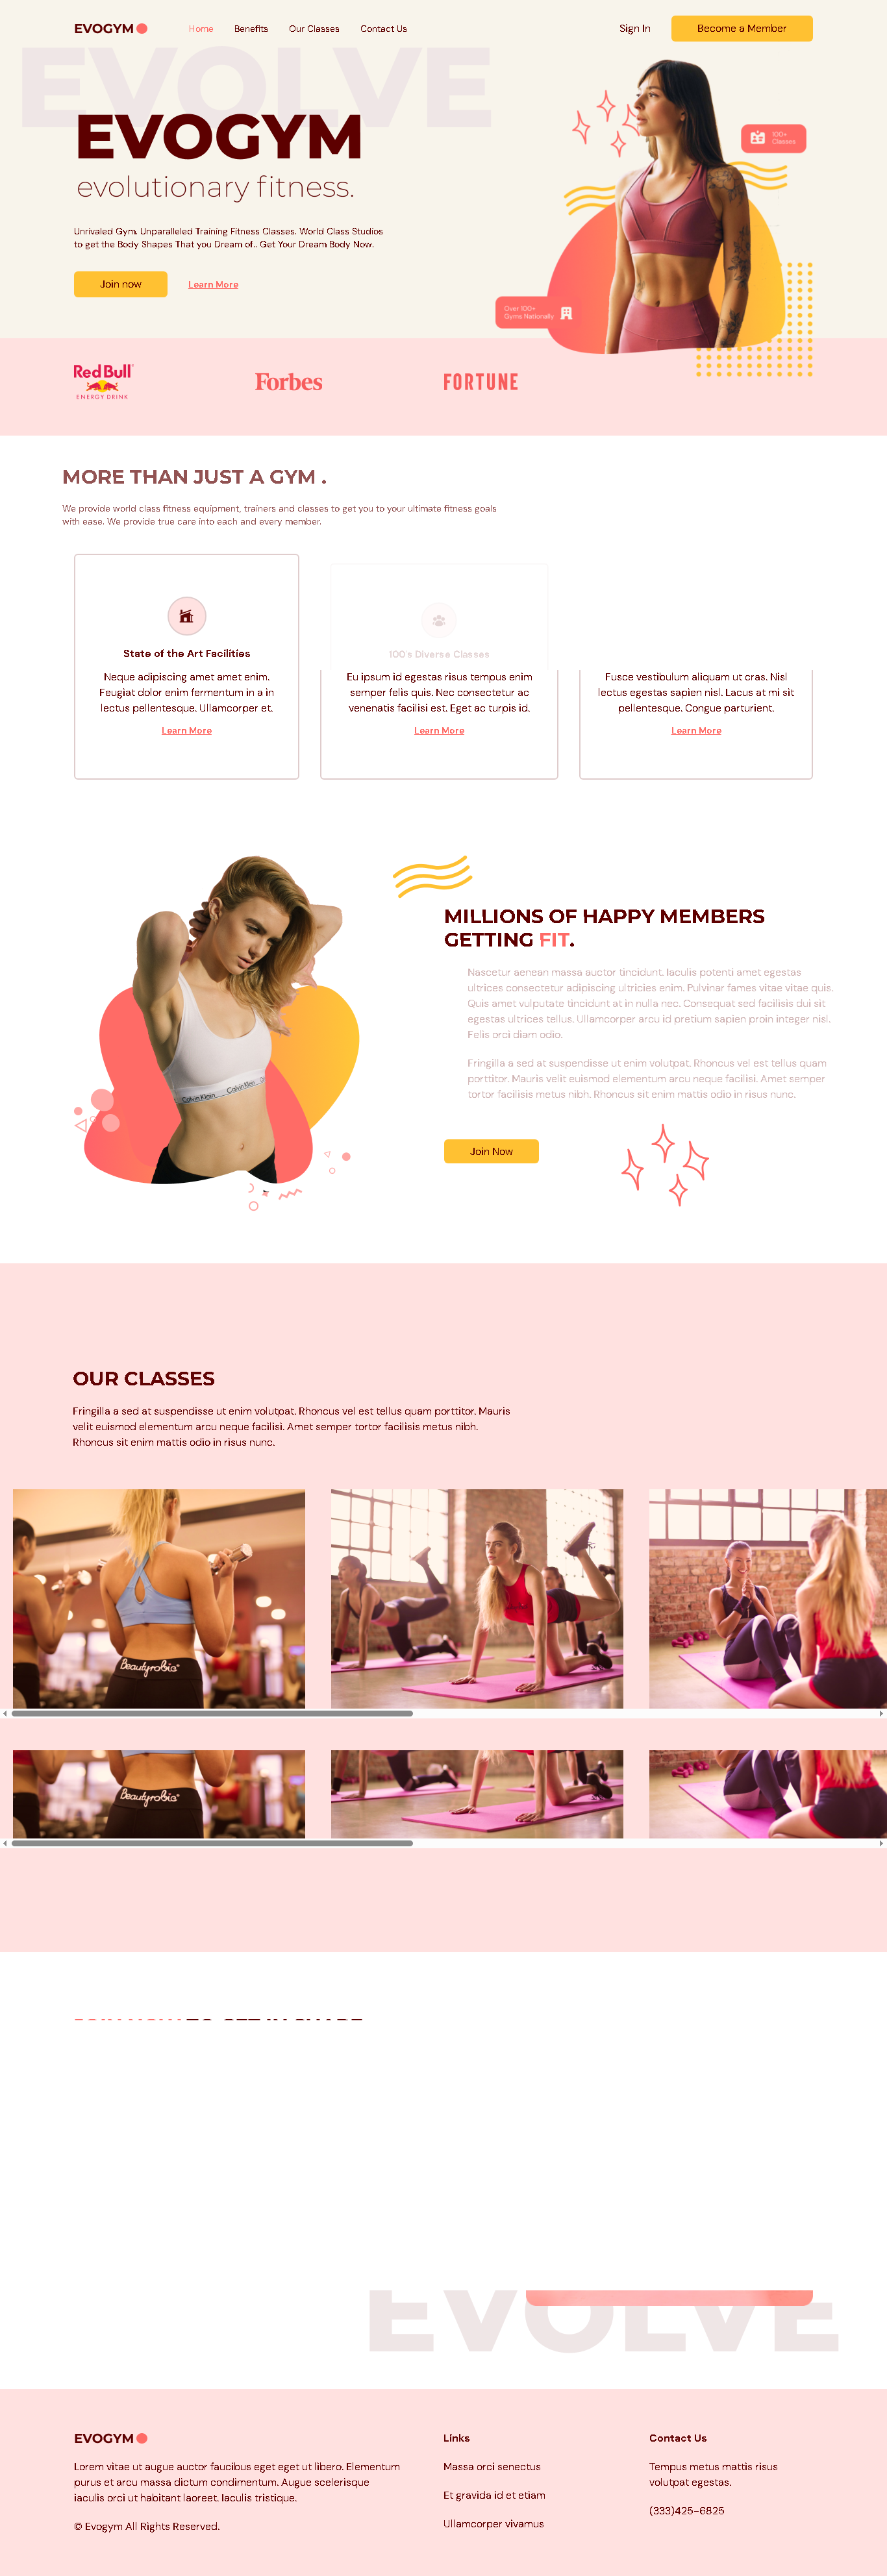 EVOGYM
Home Benefits Our Classes Contact Us
Sign In
Become a Member
EVOLVE
EVOGYM
evolutionary fitness.
100+
Classes
Unrivaled Gym. Unparalleled Training Fitness Classes. World Class Studios
to get the Body Shapes That you Dream of.. Get Your Dream Body Now.
Join now
Learn More
Over 100+
Gyms Nationally
Red Bull
ENERGY DRINK
Forbes
FORTUNE
MORE THAN JUST A GYM .
We provide world class fitness equipment, trainers and classes to get you to your ultimate fitness goals
with ease. We provide true care into each and every member.
State of the Art Facilities
Neque adipiscing amet amet enim.
Feugiat dolor enim fermentum in a in
lectus pellentesque. Ullamcorper et.
Learn More
100's Diverse Classes
Eu ipsum id egestas risus tempus enim
semper felis quis. Nec consectetur ac
venenatis facilisi est. Eget ac turpis id.
Learn More
Fusce vestibulum aliquam ut cras. Nisl
lectus egestas sapien nisl. Lacus at mi sit
pellentesque. Congue parturient.
Learn More
Calvin Klein Calvin Klein
MILLIONS OF HAPPY MEMBERS
GETTING FIT.
Nascetur aenean massa auctor tincidunt. Iaculis potenti amet egestas
ultrices consectetur adipiscing ultricies enim. Pulvinar fames vitae vitae quis.
Quis amet vulputate tincidunt at in nulla nec. Consequat sed facilisis dui sit
egestas ultrices tellus. Ullamcorper arcu id pretium sapien proin integer nisl.
Felis orci diam odio.
Fringilla a sed at suspendisse ut enim volutpat. Rhoncus vel est tellus quam
porttitor. Mauris velit euismod elementum arcu neque facilisi. Amet semper
tortor facilisis metus nibh. Rhoncus sit enim mattis odio in risus nunc.
Join Now
OUR CLASSES
Fringilla a sed at suspendisse ut enim volutpat. Rhoncus vel est tellus quam porttitor. Mauris
velit euismod elementum arcu neque facilisi. Amet semper tortor facilisis metus nibh.
Rhoncus sit enim mattis odio in risus nunc.
Beautyrobia
Beautyrobia
JOIN NOW TO GET IN SHAPE
EVOLVE
EVOGYM
Lorem vitae ut augue auctor faucibus eget eget ut libero. Elementum
purus et arcu massa dictum condimentum. Augue scelerisque
iaculis orci ut habitant laoreet. Iaculis tristique.
© Evogym All Rights Reserved.
Links
Massa orci senectus
Et gravida id et etiam
Ullamcorper vivamus
Contact Us
Tempus metus mattis risus
volutpat egestas.
(333)425-6825